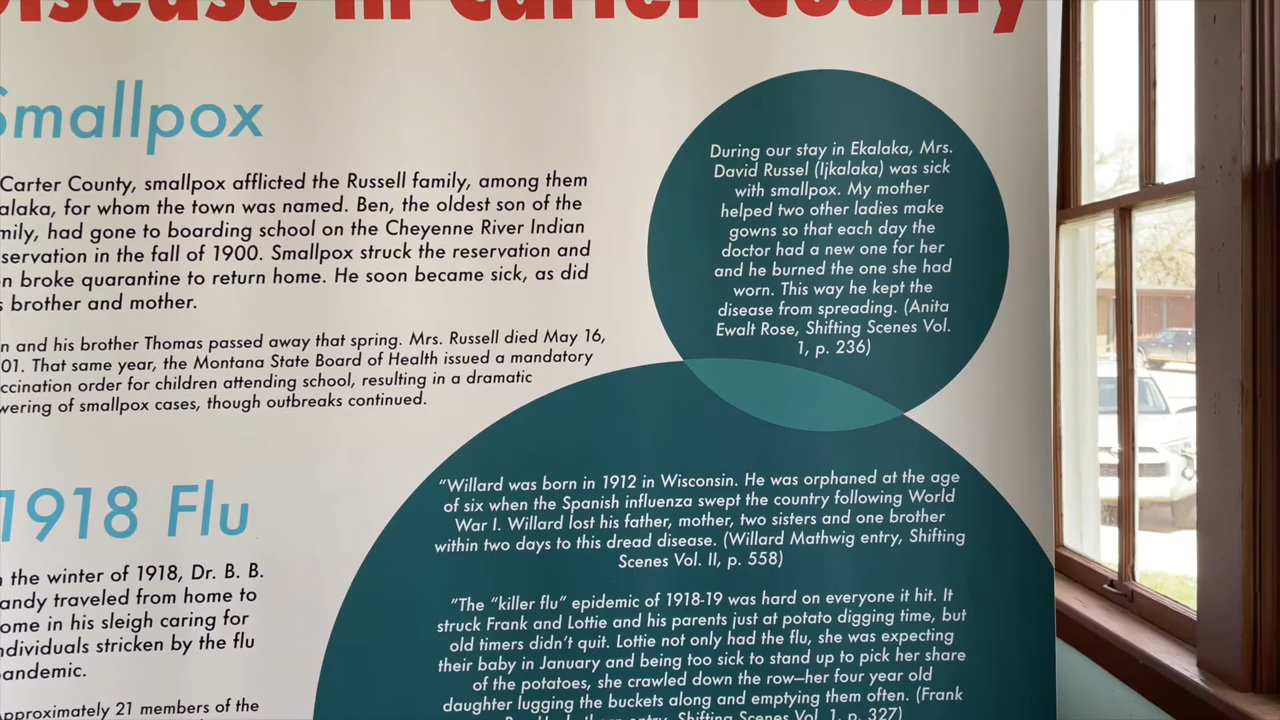 Disease in Carter County
Smallpox
Carter County, smallpox afflicted the Russell family, among them
alaka, for whom the town was named. Ben, the oldest son of the
mily, had gone to boarding school on the Cheyenne River Indian
servation in the fall of 1900. Smallpox struck the reservation and
n broke quarantine to return home. He soon became sick, as did
s brother and mother.
n and his brother Thomas passed away that spring. Mrs. Russell died May 16,
01. That same year, the Montana State Board of Health issued a mandatory
ccination order for children attending school, resulting in a dramatic
wering of smallpox cases, though outbreaks continued.
1918 Flu
n the winter of 1918, Dr. B. B.
andy traveled from home to
ome in his sleigh caring for
ndividuals stricken by the flu
andemic.
Approximately 21 members of the
During our stay in Ekalaka, Mrs.
David Russel (Ijkalaka) was sick
with smallpox. My mother
helped two other ladies make
gowns so that each day the
doctor had a new one for her
and he burned the one she had
worn. This way he kept the
disease from spreading. (Anita
Ewalt Rose, Shifting Scenes Vol.
1, p. 236)
"Willard was born in 1912 in Wisconsin. He was orphaned at the age
of six when the Spanish influenza swept the country following World
War I. Willard lost his father, mother, two sisters and one brother
within two days to this dread disease. (Willard Mathwig entry, Shifting
Scenes Vol. II, p. 558)
"The "killer flu" epidemic of 1918-19 was hard on everyone it hit. It
struck Frank and Lottie and his parents just at potato digging time, but
old timers didn't quit. Lottie not only had the flu, she was expecting
their baby in January and being too sick to stand up to pick her share
of the potatoes, she crawled down the row—her four year old
daughter lugging the buckets along and emptying them often. (Frank
entry, Shifting Scenes Vol. 1, p. 327)